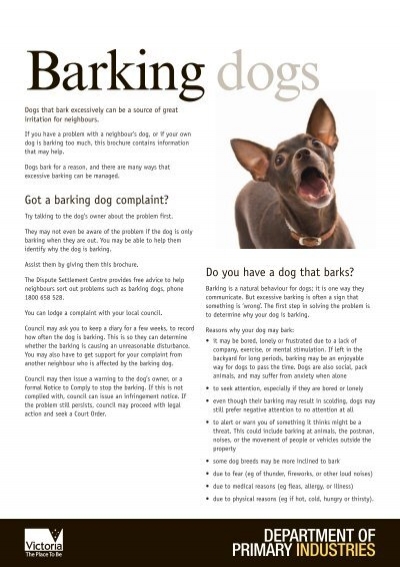 Barking dogs
Dogs that bark excessively can be a source of great
irritation for neighbours.
If you have a problem with a neighbour's dog, or if your own
dog is barking too much, this brochure contains information
that may help.
Dogs bark for a reason, and there are many ways that
excessive barking can be managed.
Got a barking dog complaint?
Try talking to the dog's owner about the problem first.
They may not even be aware of the problem if the dog is only
barking when they are out. You may be able to help them
identify why the dog is barking.
Assist them by giving them this brochure.
The Dispute Settlement Centre provides free advice to help
neighbours sort out problems such as barking dogs, phone
1800 658 528.
You can lodge a complaint with your local council.
Council may ask you to keep a diary for a few weeks, to record
how often the dog is barking. This is so they can determine
whether the barking is causing an unreasonable disturbance.
You may also have to get support for your complaint from
another neighbour who is affected by the barking dog.
Council may then issue a warning to the dog's owner, or a
formal Notice to Comply to stop the barking. If this is not
complied with, council can issue an infringement notice. If
the problem still persists, council may proceed with legal
action and seek a Court Order.
Do you have a dog that barks?
Barking is a natural behaviour for dogs; it is one way they
communicate. But excessive barking is often a sign that
something is 'wrong'. The first step in solving the problem is
to determine why your dog is barking.
Reasons why your dog may bark:
• it may be bored, lonely or frustrated due to a lack of
company, exercise, or mental stimulation. If left in the
backyard for long periods, barking may be an enjoyable
way for dogs to pass the time. Dogs are also social, pack
animals, and may suffer from anxiety when alone
• to seek attention, especially if they are bored or lonely
• even though their barking may result in scolding, dogs may
still prefer negative attention to no attention at all
• to alert or warn you of something it thinks might be a
threat. This could include barking at animals, the postman,
noises, or the movement of people or vehicles outside the
property
• some dog breeds may be more inclined to bark
• due to fear (eg of thunder, fireworks, or other loud noises)
• due to medical reasons (eg fleas, allergy, or illness)
• due to physical reasons (eg if hot, cold, hungry or thirsty).
Victoria
The Place To Be
DEPARTMENT OF
PRIMARY INDUSTRIES